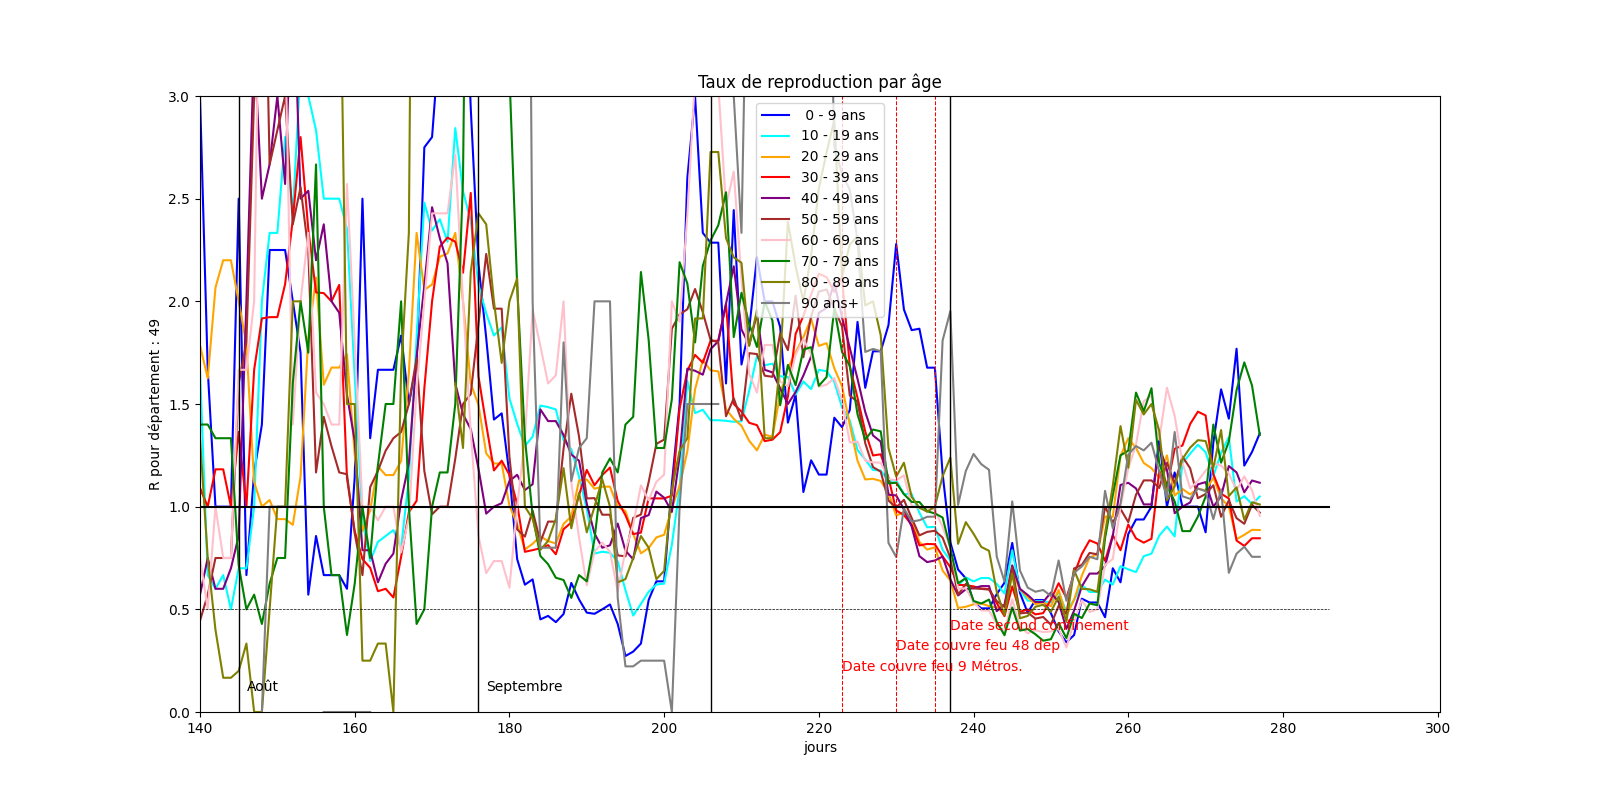 Taux de reproduction par âge
R pour département : 49
3.0
2.5
2.0
1.5
1.0
0.5
0.0
0 - 9 ans
10 - 19 ans
20 - 29 ans
30 - 39 ans
40 - 49 ans
50 - 59 ans
60 - 69 ans
70 - 79 ans
80 - 89 ans
90 ans+
Date second confinement
Date couvre feu 48 dep
Date couvre feu 9 Métros.
Août
Septembre
140
160
180
200
220
240
260
280
300
jours